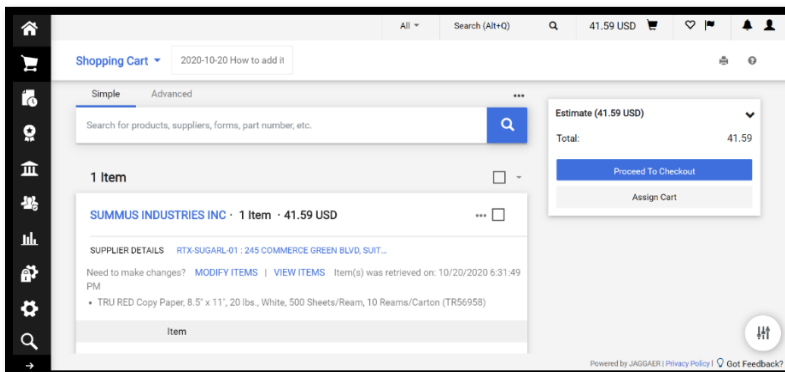 All Search (Alt+Q) 41.59 USD
Shopping Cart 2020-10-20 How to add it
Simple Advanced
Search for products, suppliers, forms, part number, etc.
Estimate (41.59 USD)
Total: 41.59
Proceed To Checkout
Assign Cart
1 Item
SUMMUS INDUSTRIES INC · 1 Item · 41.59 USD
SUPPLIER DETAILS RTX-SUGARL-01 : 245 COMMERCE GREEN BLVD, SUIT...
Need to make changes? MODIFY ITEMS | VIEW ITEMS Item(s) was retrieved on: 10/20/2020 6:31:49
PM
• TRU RED Copy Paper, 8.5" x 11", 20 lbs., White, 500 Sheets/Ream, 10 Reams/Carton (TR56958)
Item
Powered by JAGGAER | Privacy Policy | Got Feedback?